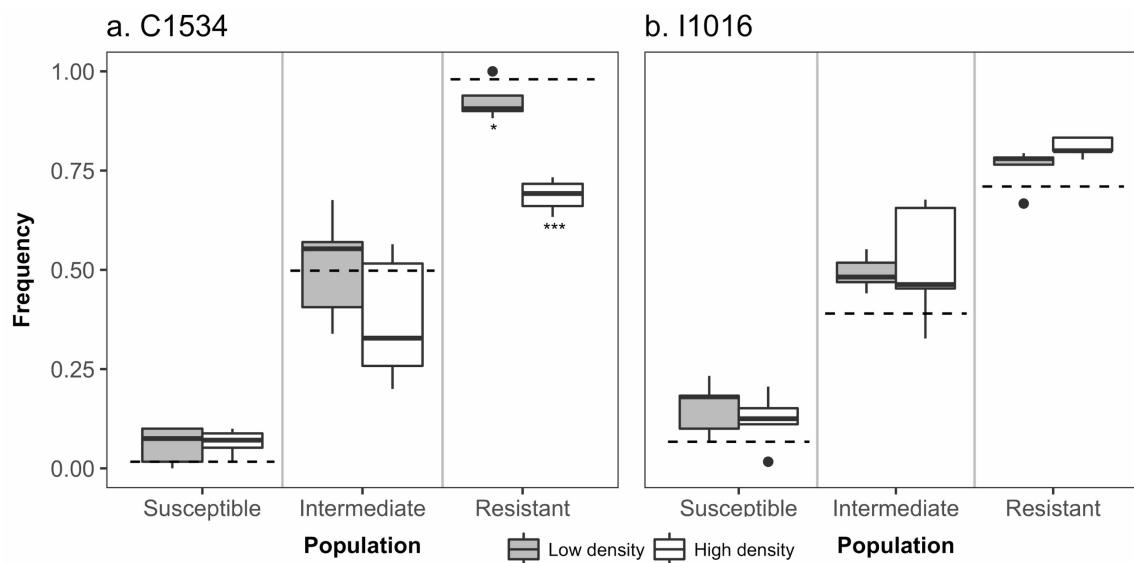 a. C1534
b. I1016
Frequency
1.00
0.75
0.50
0.25
0.00
*
***
Susceptible Intermediate Resistant
Susceptible Intermediate Resistant
Population
Population
Low density High density